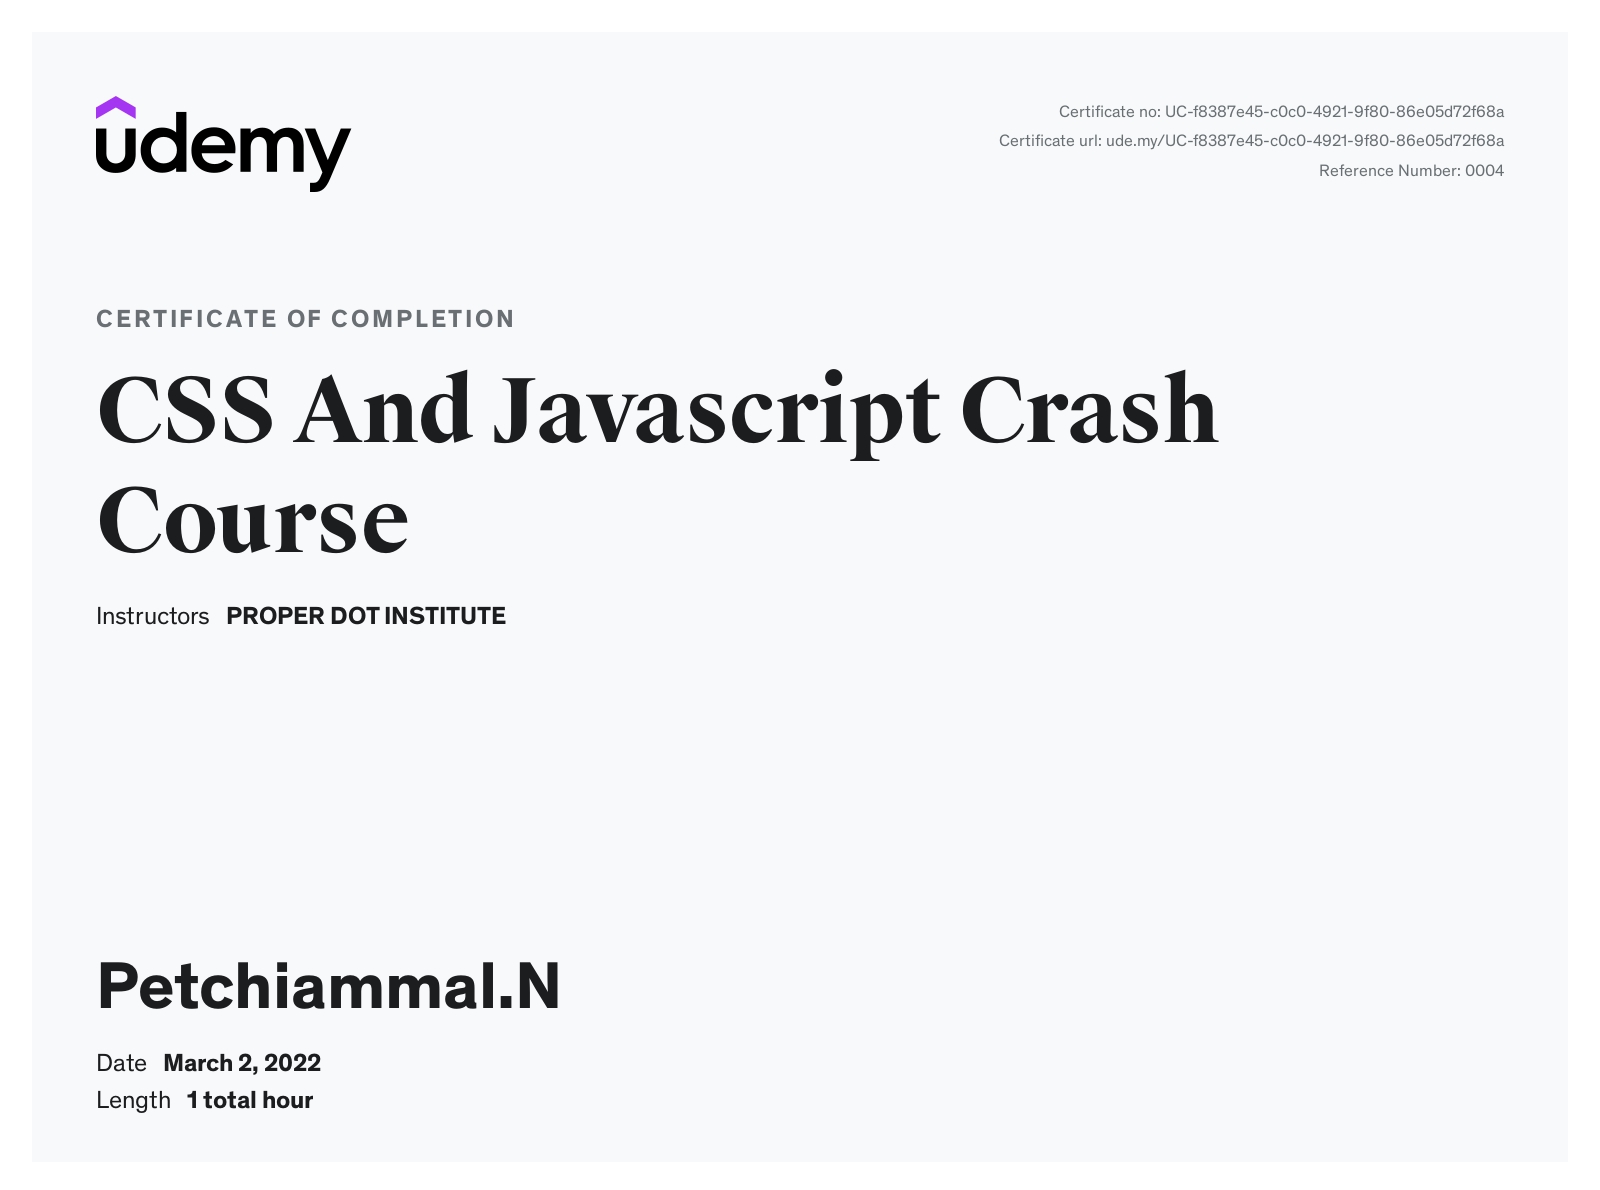 udemy
Certificate no: UC-f8387e45-c0c0-4921-9f80-86e05d72f68a
Certificate url: ude.my/UC-f8387e45-c0c0-4921-9f80-86e05d72f68a
Reference Number: 0004
CERTIFICATE OF COMPLETION
CSS And Javascript Crash
Course
Instructors PROPER DOT INSTITUTE
Petchiammal.N
Date March 2, 2022
Length 1 total hour